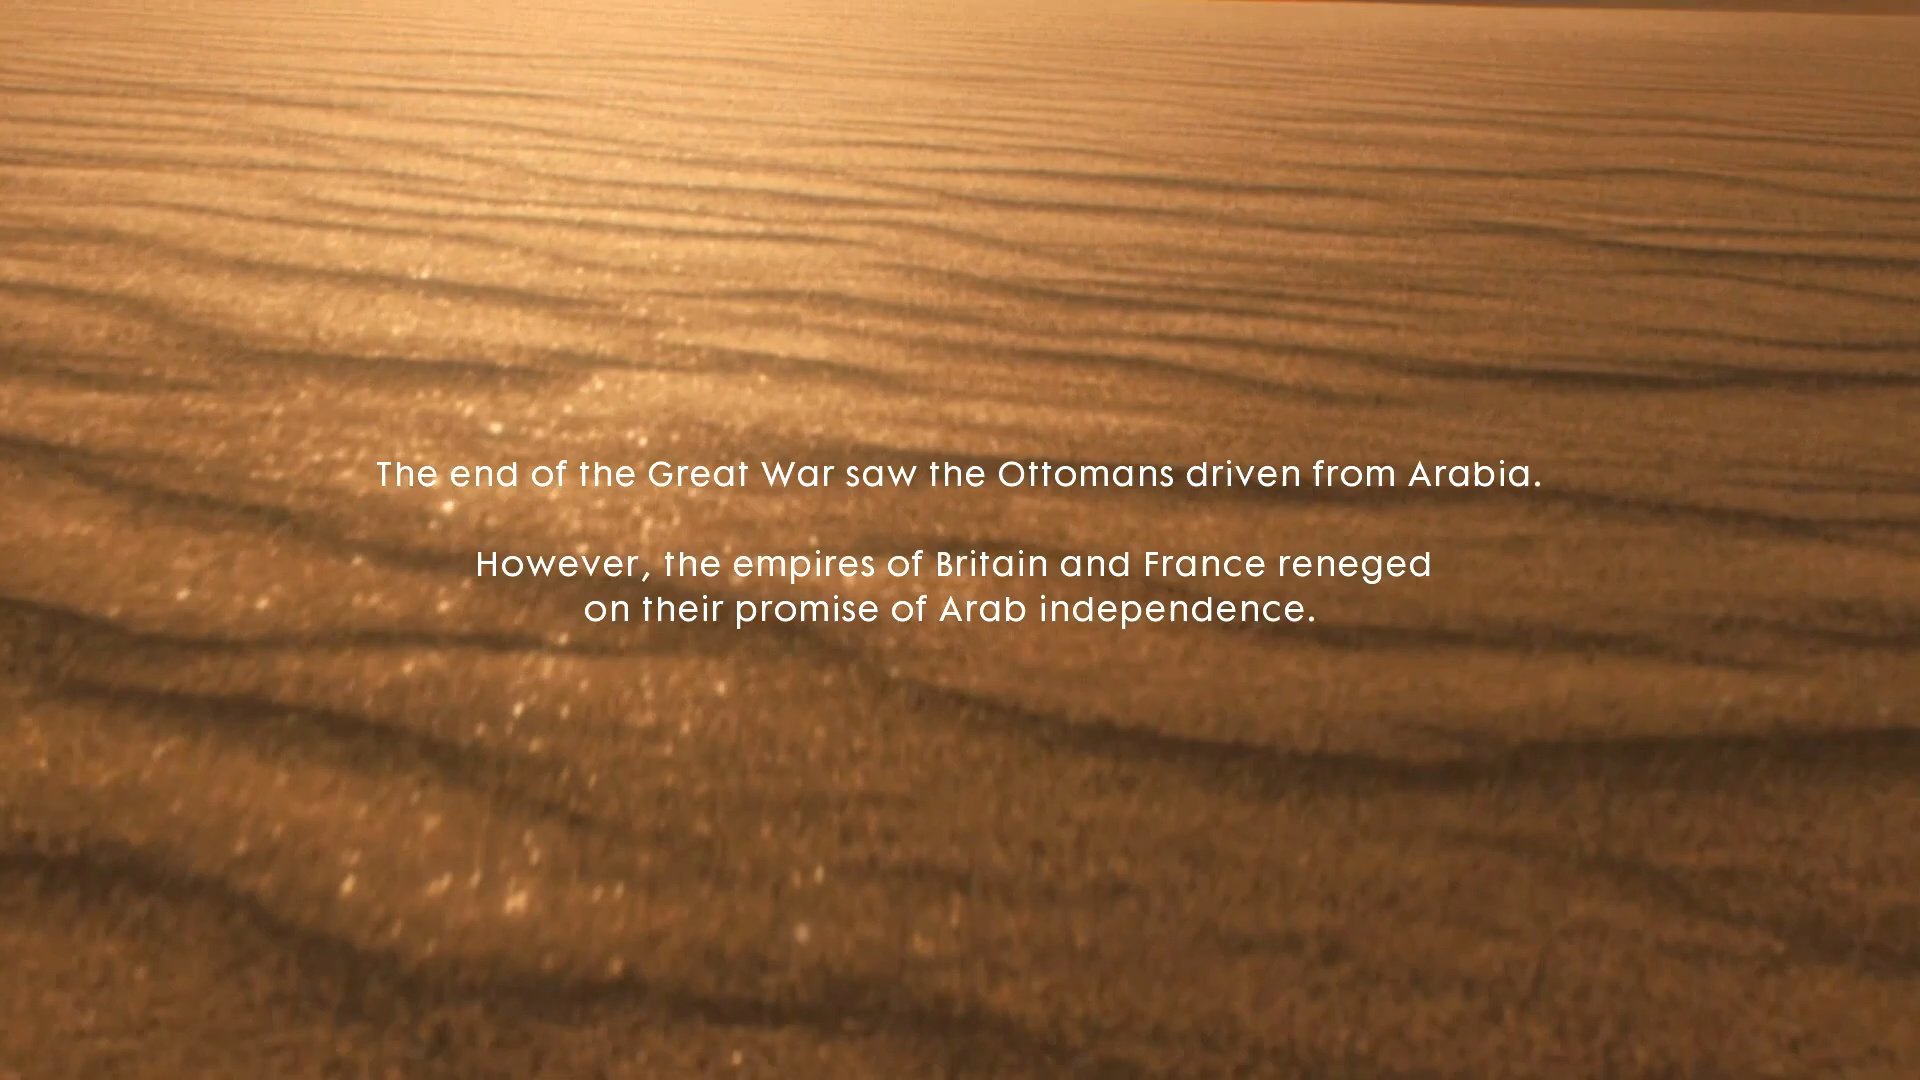 The end of the Great War saw the Ottomans driven from Arabia.
However, the empires of Britain and France reneged
on their promise of Arab independence.